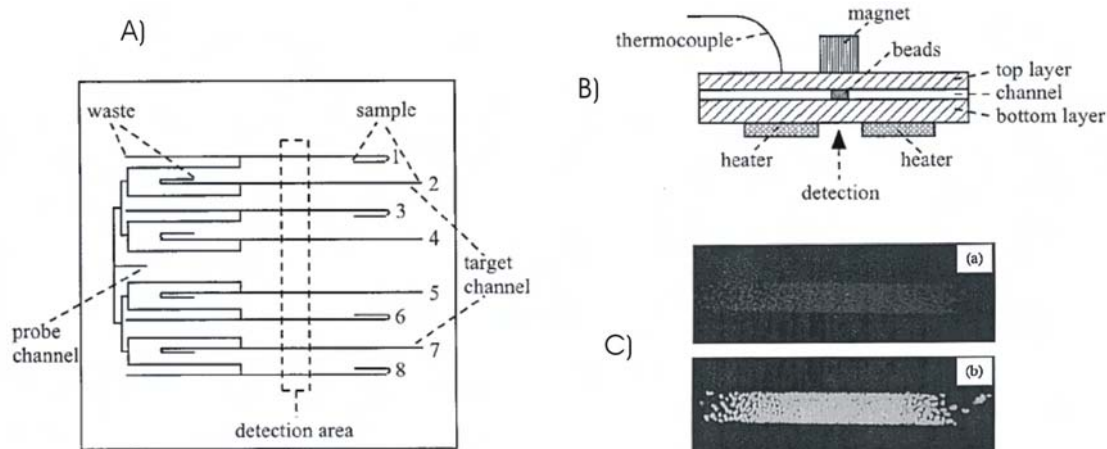 A)
waste
sample
1
2
3
4
5
6
7
8
target
channel
probe
channel
detection area
B)
thermocouple
magnet
beads
top layer
channel
bottom layer
heater
heater
detection
C)
(a)
(b)